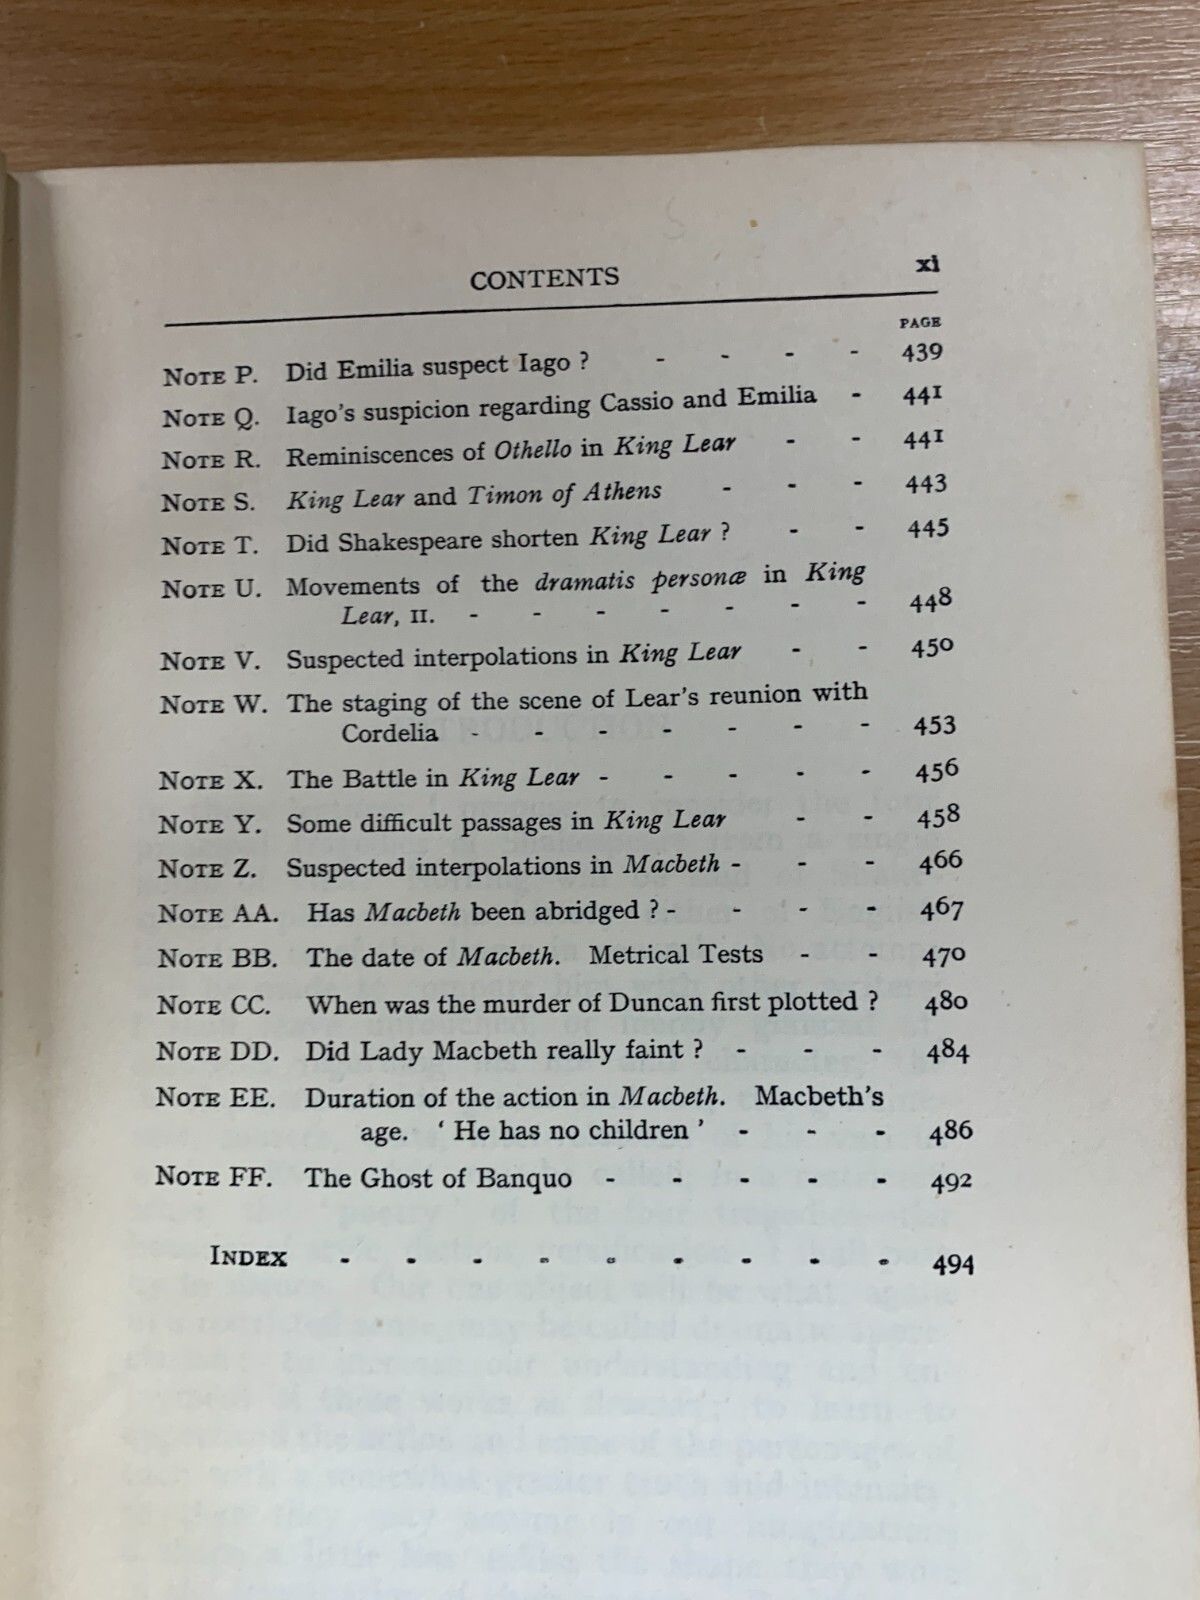 CONTENTS xi
PAGE
NOTE P. Did Emilia suspect Iago ? - - - - 439
NOTE Q. Iago's suspicion regarding Cassio and Emilia - 441
NOTE R. Reminiscences of Othello in King Lear - - 441
NOTE S. King Lear and Timon of Athens - - - 443
NOTE T. Did Shakespeare shorten King Lear ? - - 445
NOTE U. Movements of the dramatis personæ in King
Lear, II. - - - - - - - 448
NOTE V. Suspected interpolations in King Lear - - 450
NOTE W. The staging of the scene of Lear's reunion with
Cordelia - - - - - - - 453
NOTE X. The Battle in King Lear - - - - - 456
NOTE Y. Some difficult passages in King Lear - - 458
NOTE Z. Suspected interpolations in Macbeth - - - 466
NOTE AA. Has Macbeth been abridged ? - - - - 467
NOTE BB. The date of Macbeth. Metrical Tests - - 470
NOTE CC. When was the murder of Duncan first plotted ? 480
NOTE DD. Did Lady Macbeth really faint ? - - - 484
NOTE EE. Duration of the action in Macbeth. Macbeth's
age. ' He has no children ' - - - 486
NOTE FF. The Ghost of Banquo - - - - - 492
INDEX - - - - - - - - - 494